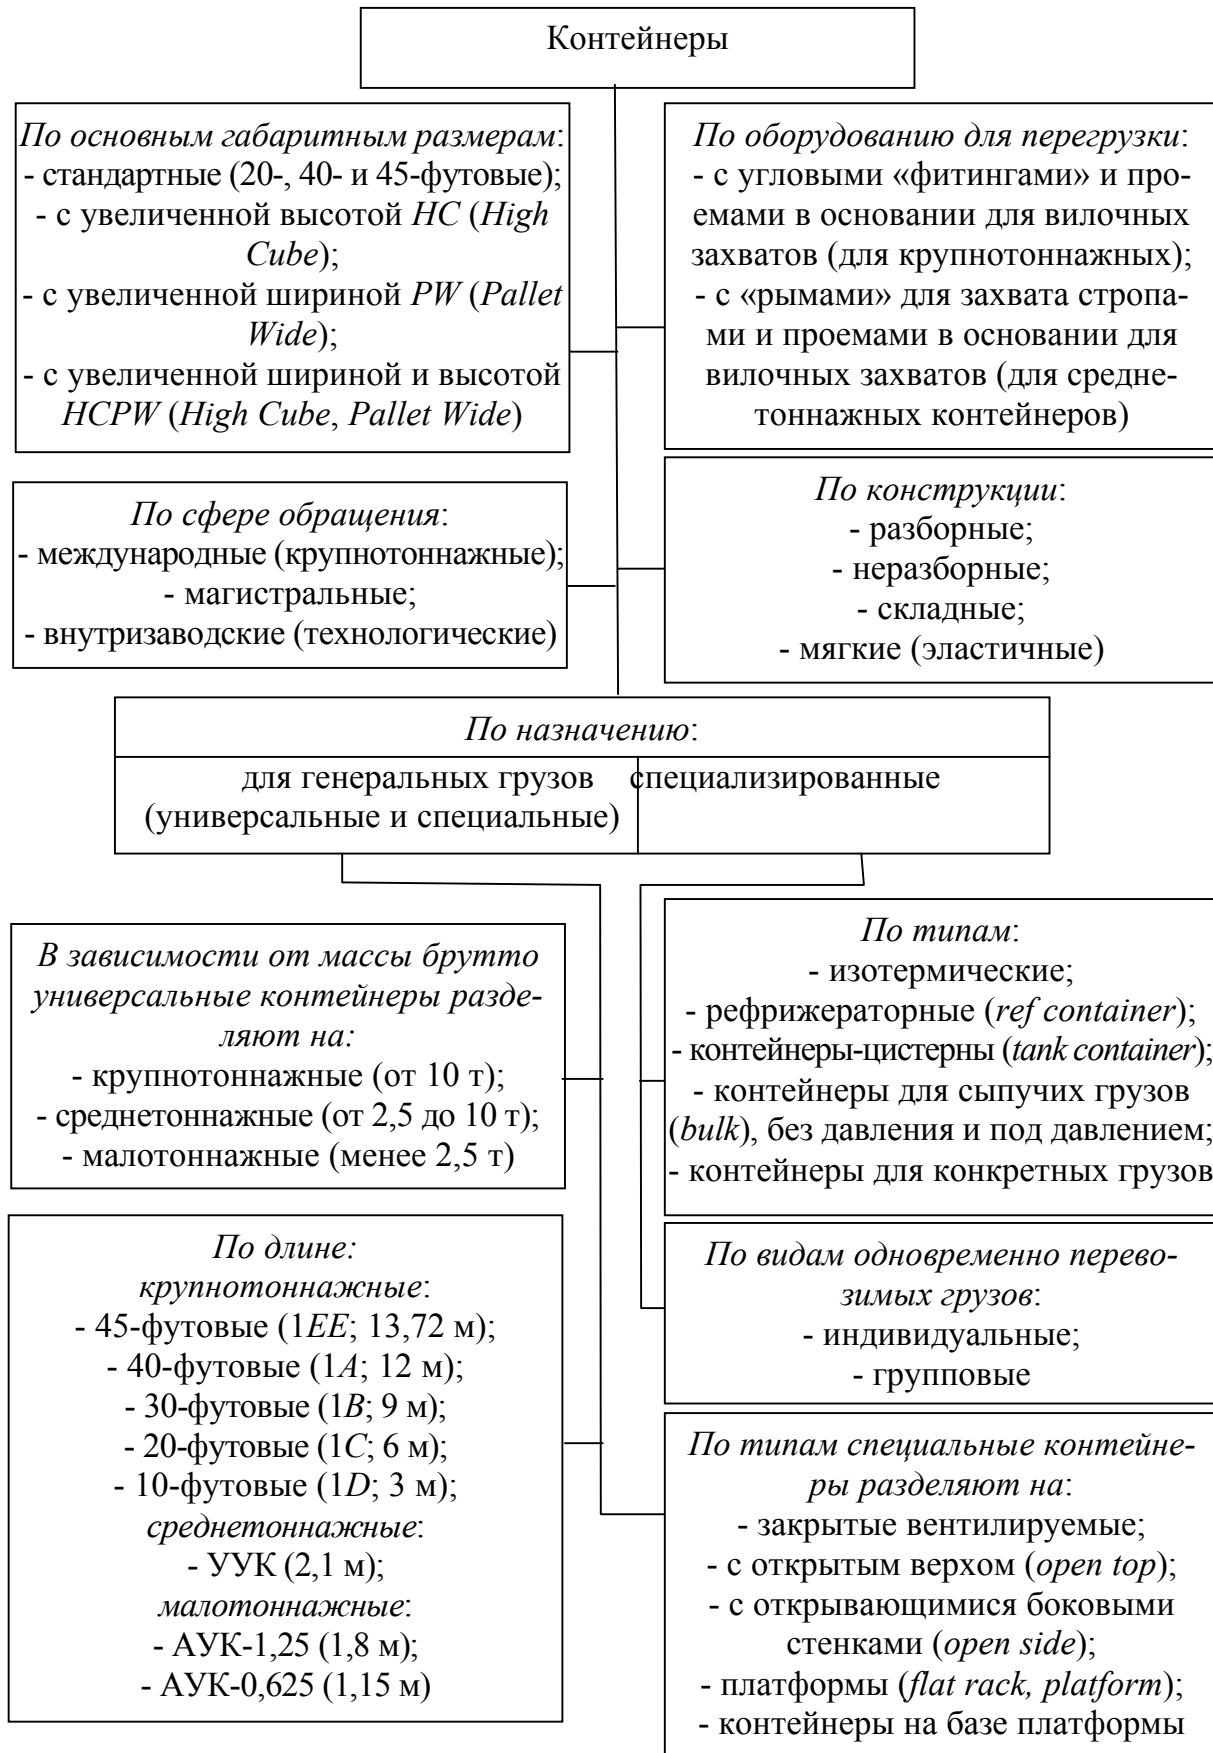 Контейнеры
По основным габаритным размерам:
- стандартные (20-, 40- и 45-футовые);
- с увеличенной высотой HC (High
Cube);
- с увеличенной шириной PW (Pallet
Wide);
- с увеличенной шириной и высотой
HCPW (High Cube, Pallet Wide)
По оборудованию для перегрузки:
- с угловыми «фитингами» и про-
емами в основании для вилочных
захватов (для крупнотоннажных);
- с «рымами» для захвата стропа-
ми и проемами в основании для
вилочных захватов (для средне-
тоннажных контейнеров)
По сфере обращения:
- международные (крупнотоннажные);
- магистральные;
- внутризаводские (технологические)
По конструкции:
- разборные;
- неразборные;
- складные;
- мягкие (эластичные)
По назначению:
для генеральных грузов
(универсальные и специальные)
специализированные
В зависимости от массы брутто
универсальные контейнеры разде-
ляют на:
- крупнотоннажные (от 10 т);
- среднетоннажные (от 2,5 до 10 т);
- малотоннажные (менее 2,5 т)
По типам:
- изотермические;
- рефрижераторные (ref container);
- контейнеры-цистерны (tank container);
- контейнеры для сыпучих грузов
(bulk), без давления и под давлением;
- контейнеры для конкретных грузов
По длине:
крупнотоннажные:
- 45-футовые (1EE; 13,72 м);
- 40-футовые (1A; 12 м);
- 30-футовые (1B; 9 м);
- 20-футовые (1C; 6 м);
- 10-футовые (1D; 3 м);
среднетоннажные:
- УУК (2,1 м);
малотоннажные:
- АУК-1,25 (1,8 м);
- АУК-0,625 (1,15 м)
По видам одновременно перево-
зимых грузов:
- индивидуальные;
- групповые
По типам специальные контейне-
ры разделяют на:
- закрытые вентилируемые;
- с открытым верхом (open top);
- с открывающимися боковыми
стенками (open side);
- платформы (flat rack, platform);
- контейнеры на базе платформы